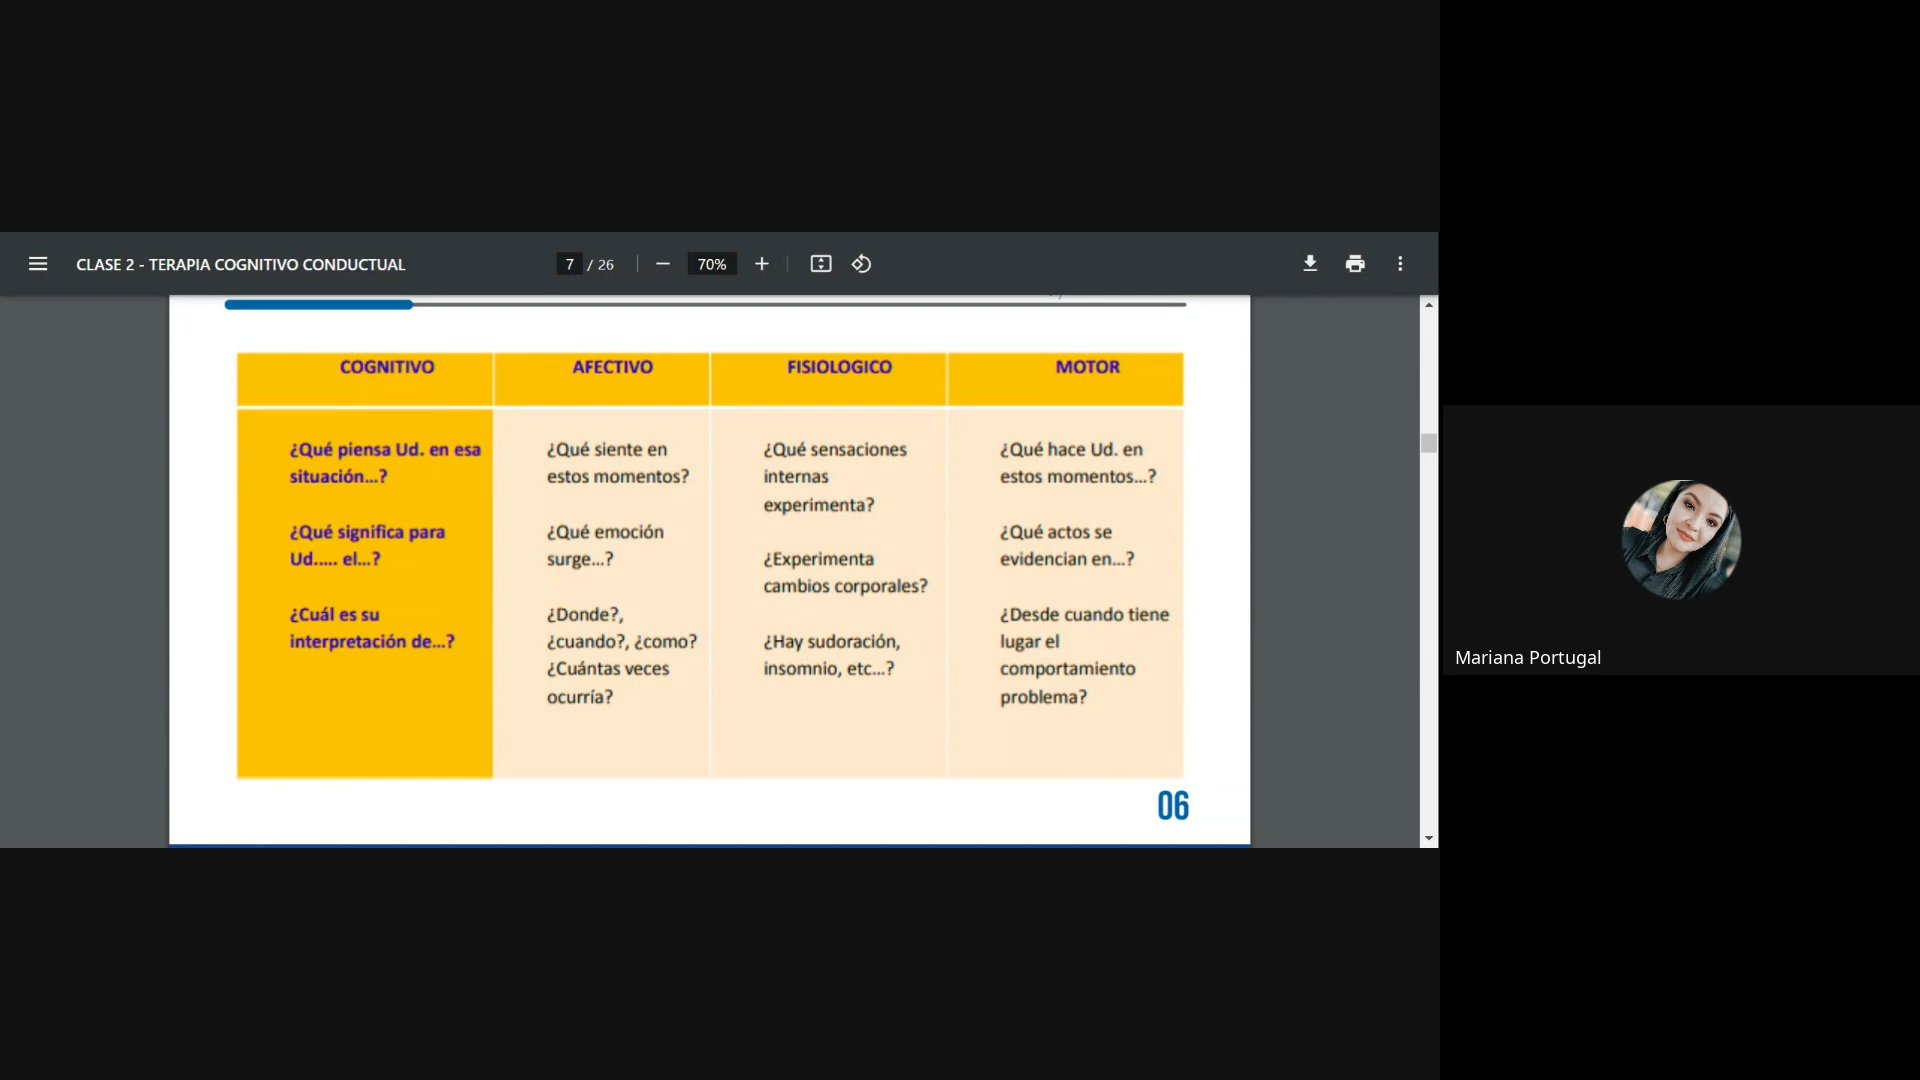 CLASE 2 - TERAPIA COGNITIVO CONDUCTUAL
7 / 26
70%
COGNITIVO
¿Qué piensa Ud. en esa
situación...?
¿Qué significa para
Ud..... el...?
¿Cuál es su
interpretación de...?
AFECTIVO
¿Qué siente en
estos momentos?
¿Qué emoción
surge...?
¿Donde?,
¿cuando?, ¿como?
¿Cuántas veces
ocurría?
FISIOLOGICO
¿Qué sensaciones
internas
experimenta?
¿Experimenta
cambios corporales?
¿Hay sudoración,
insomnio, etc...?
MOTOR
¿Qué hace Ud. en
estos momentos...?
¿Qué actos se
evidencian en...?
¿Desde cuando tiene
lugar el
comportamiento
problema?
06
Mariana Portugal